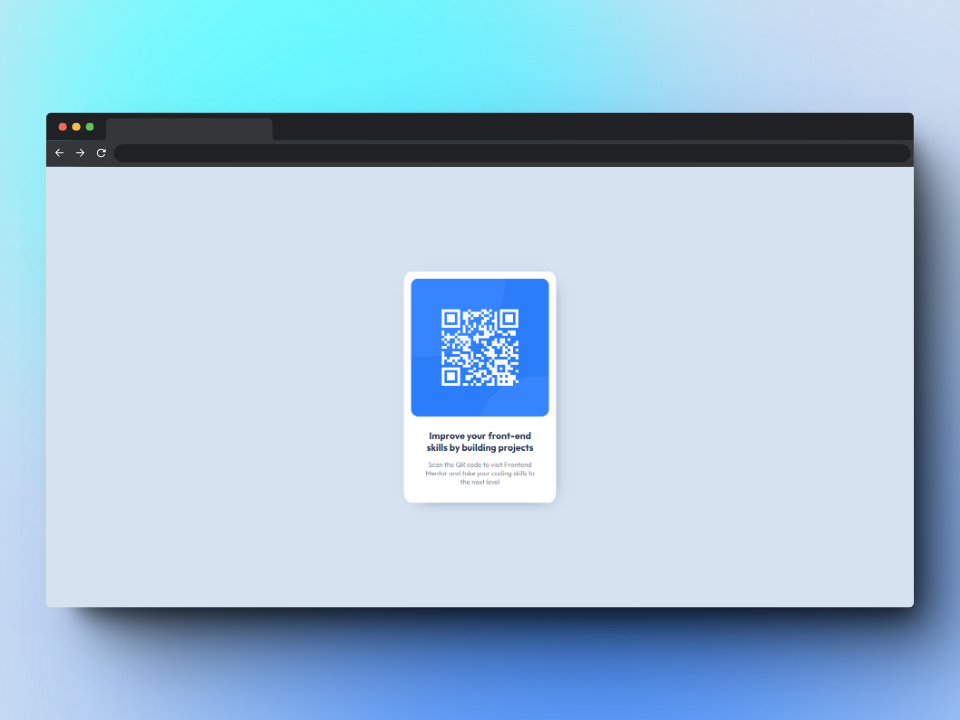 Improve your front-end
skills by building projects
Scan the QR code to visit Frontend
Mentor and take your coding skills to
the next level